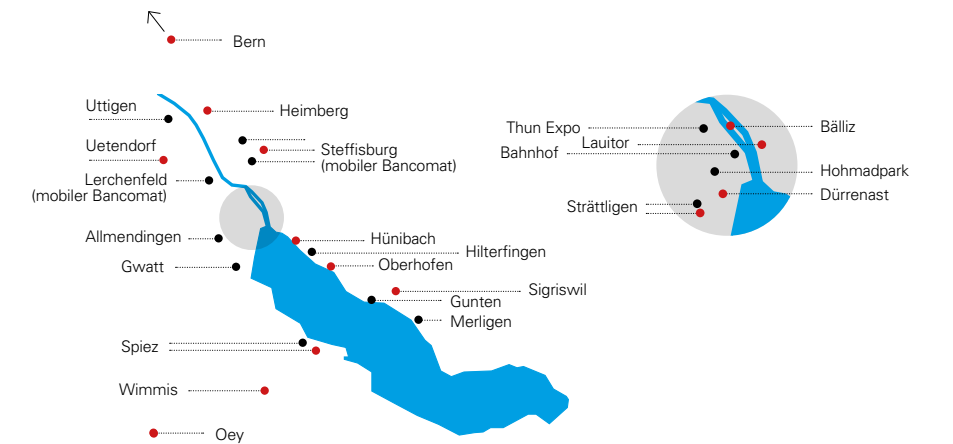 Bern
Uttigen
Heimberg
Uetendorf
Steffisburg
(mobiler Bancomat)
Lerchenfeld
(mobiler Bancomat)
Allmendingen
Hünibach
Hilterfingen
Gwatt
Oberhofen
Sigriswil
Gunten
Merligen
Spiez
Wimmis
Oey
Thun Expo
Bälliz
Lauitor
Bahnhof
Hohmadpark
Dürrenast
Strättligen